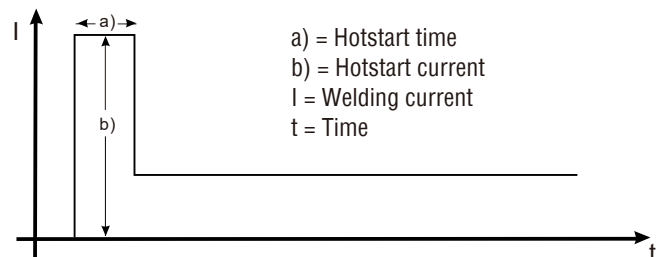 I
a)
b)
a) = Hotstart time
b) = Hotstart current
I = Welding current
t = Time
t